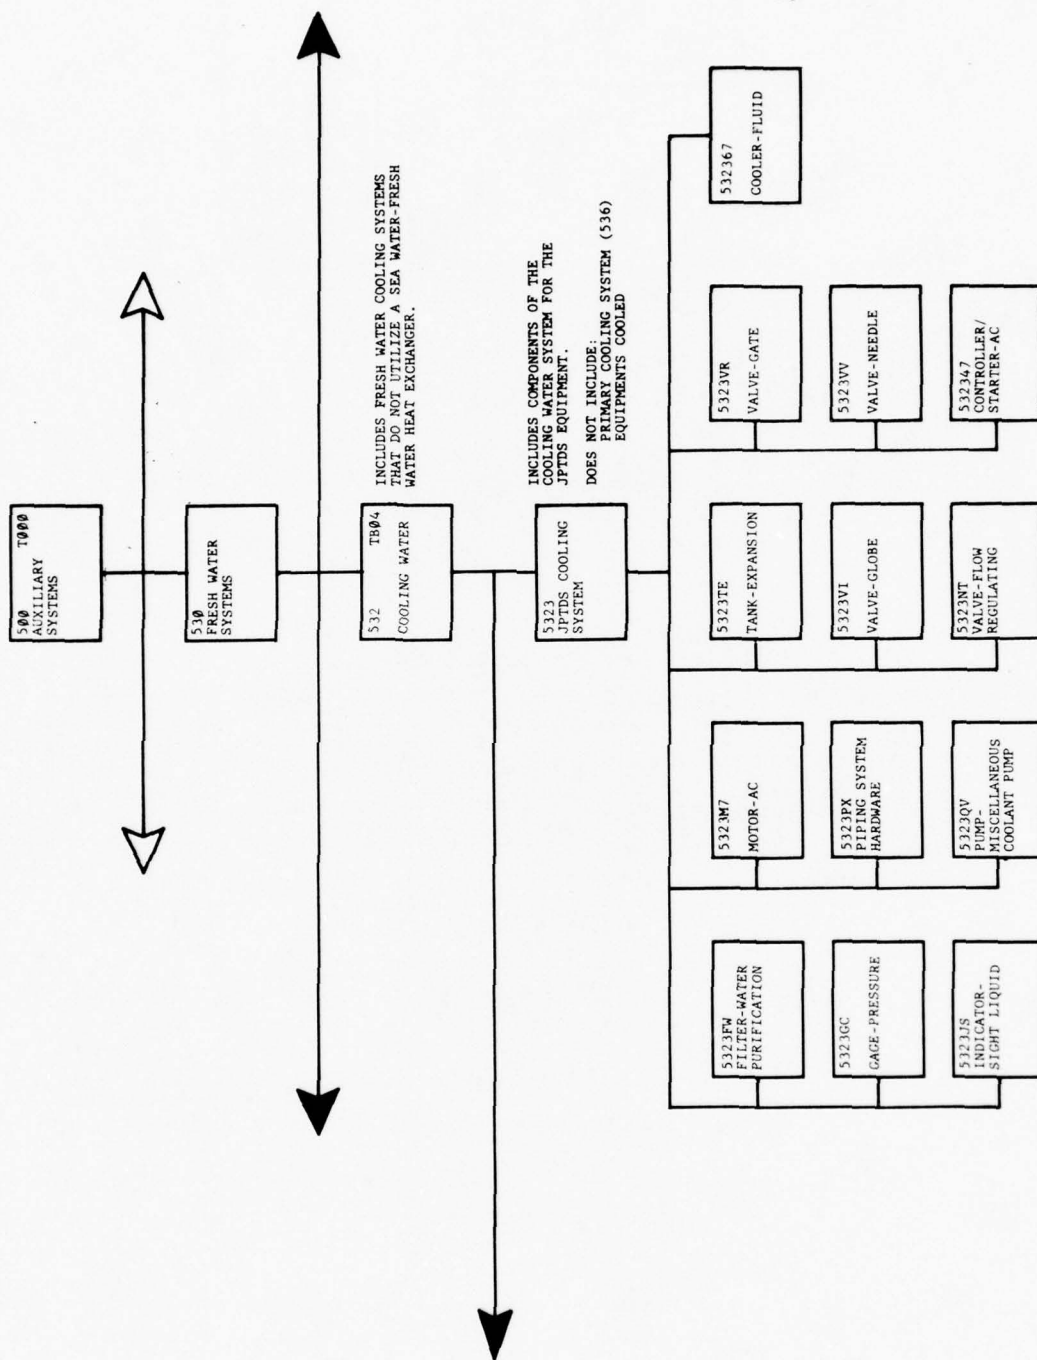 500 TØØØ
AUXILIARY
SYSTEMS
53Ø
FRESH WATER
SYSTEMS
532 TBØ4
COOLING WATER
INCLUDES FRESH WATER COOLING SYSTEMS
THAT DO NOT UTILIZE A SEA WATER-FRESH
WATER HEAT EXCHANGER.
5323
JPTDS COOLING
SYSTEM
INCLUDES COMPONENTS OF THE
COOLING WATER SYSTEM FOR THE
JPTDS EQUIPMENT.
DOES NOT INCLUDE:
PRIMARY COOLING SYSTEM (536)
EQUIPMENTS COOLED
5323FW
FILTER-WATER
PURIFICATION
5323GC
GAGE-PRESSURE
5323JS
INDICATOR-
SIGHT LIQUID
5323M7
MOTOR-AC
5323PX
PIPING SYSTEM
HARDWARE
5323QV
PUMP-
MISCELLANEOUS
COOLANT PUMP
5323TE
TANK-EXPANSION
5323VI
VALVE-GLOBE
5323NT
VALVE-FLOW
REGULATING
5323VR
VALVE-GATE
5323VV
VALVE-NEEDLE
532347
CONTROLLER/
STARTER-AC
532367
COOLER-FLUID